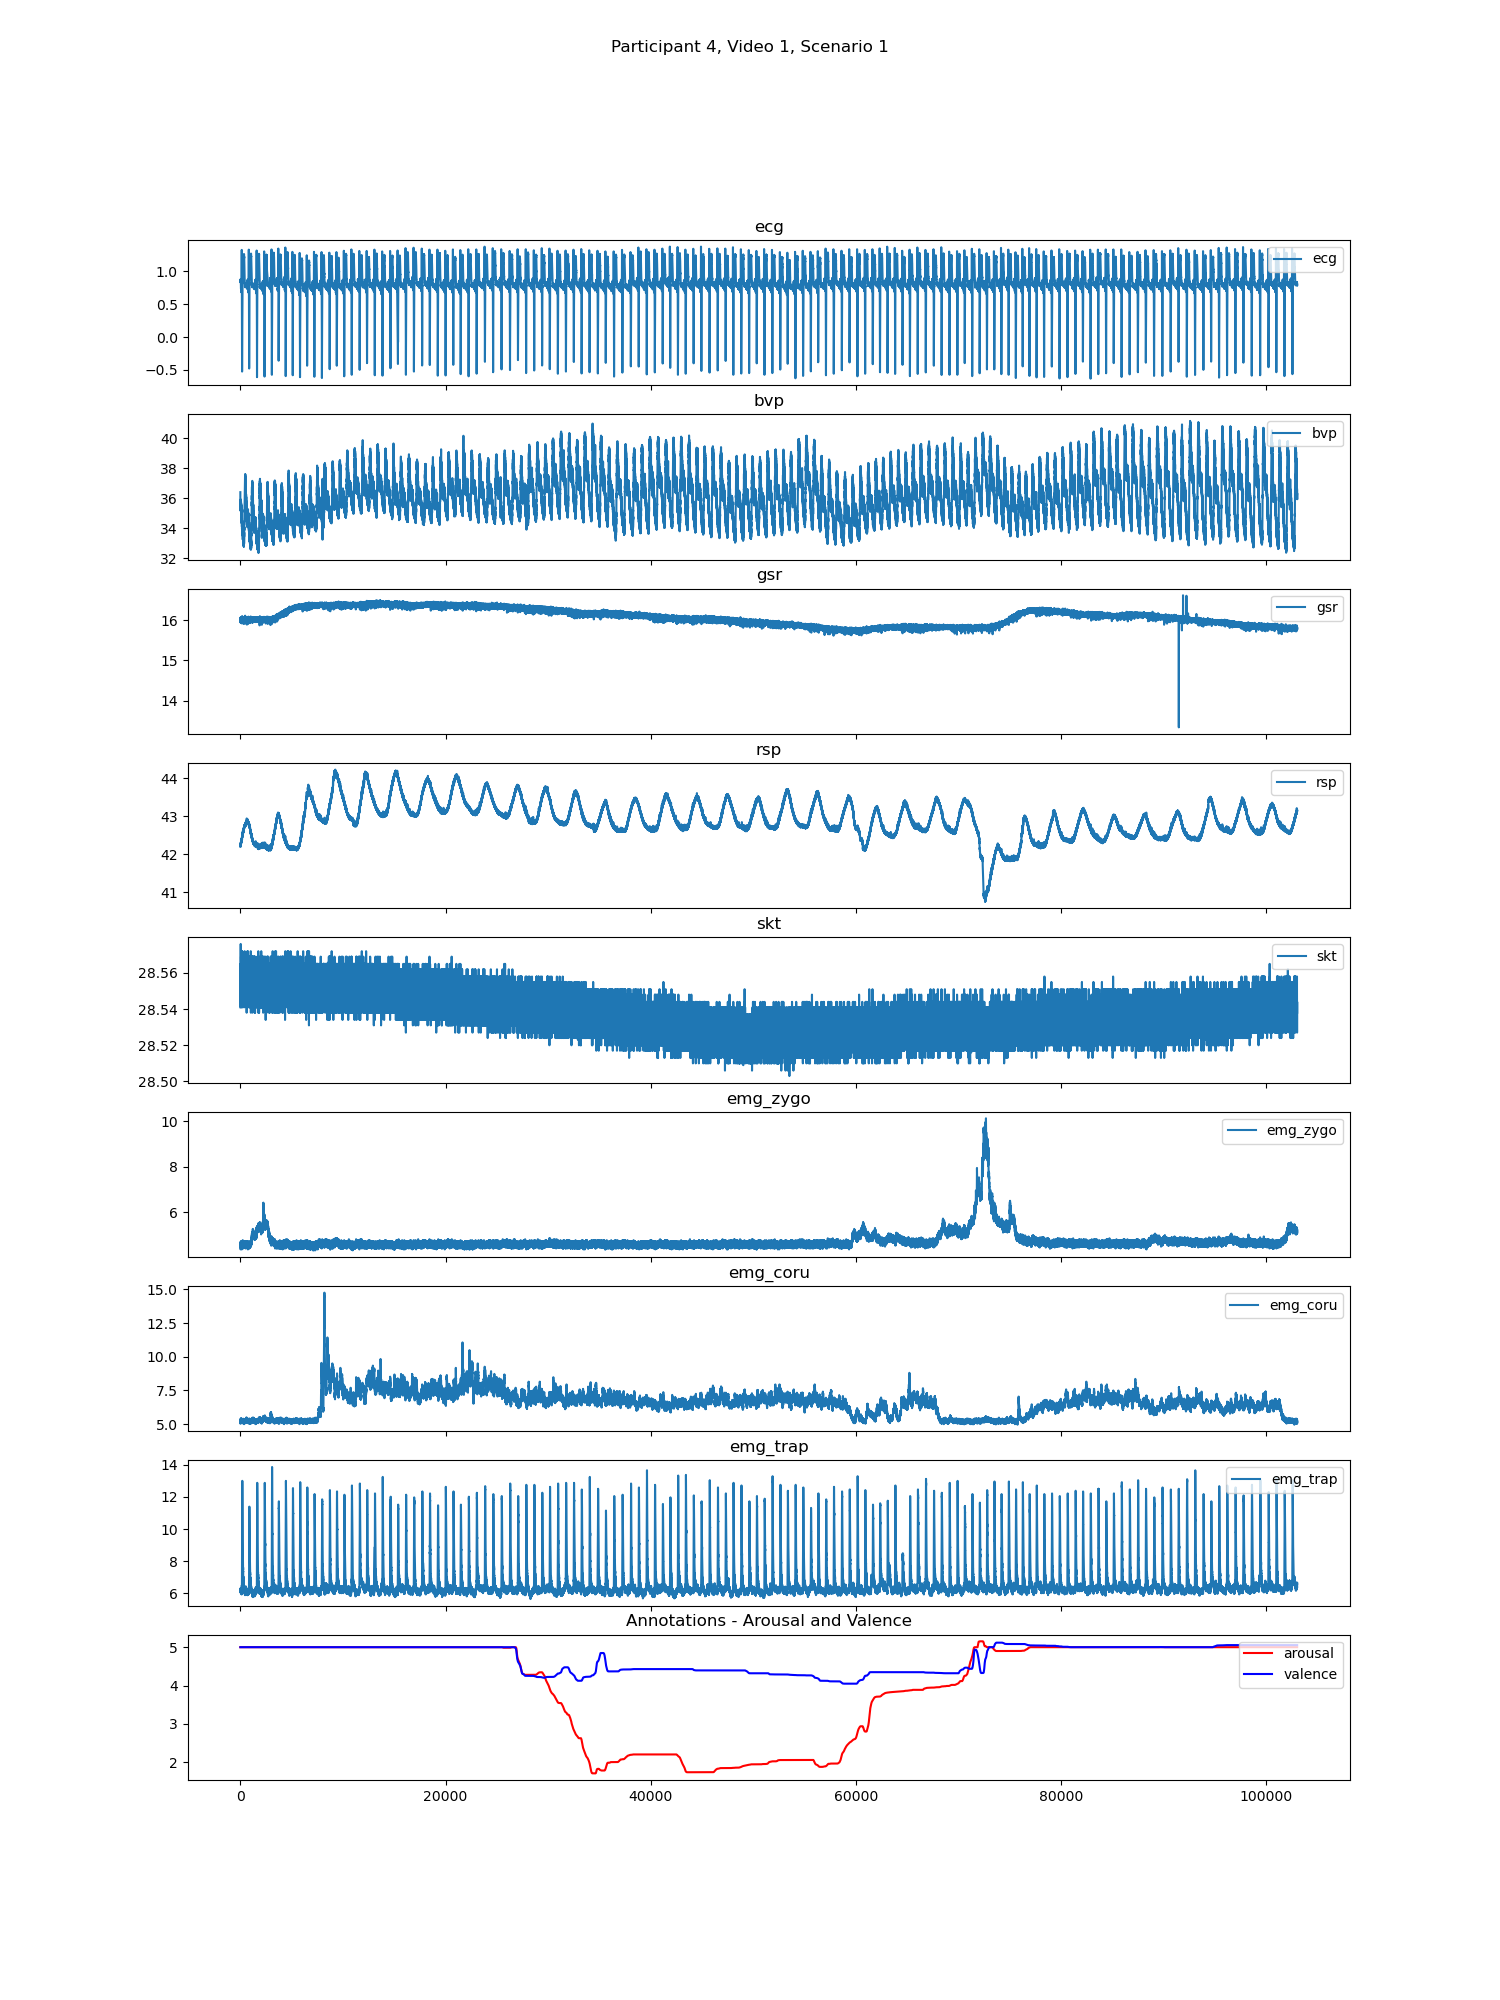 Participant 4, Video 1, Scenario 1
ecg
1.0
0.5
0.0
−0.5
ecg
bvp
40
38
36
34
32
bvp
gsr
16
15
14
gsr
rsp
44
43
42
41
rsp
skt
28.56
28.54
28.52
28.50
skt
emg_zygo
10
8
6
emg_zygo
emg_coru
15.0
12.5
10.0
7.5
5.0
emg_coru
emg_trap
14
12
10
8
6
emg_trap
Annotations - Arousal and Valence
5
4
3
2
arousal
valence
0 20000 40000 60000 80000 100000